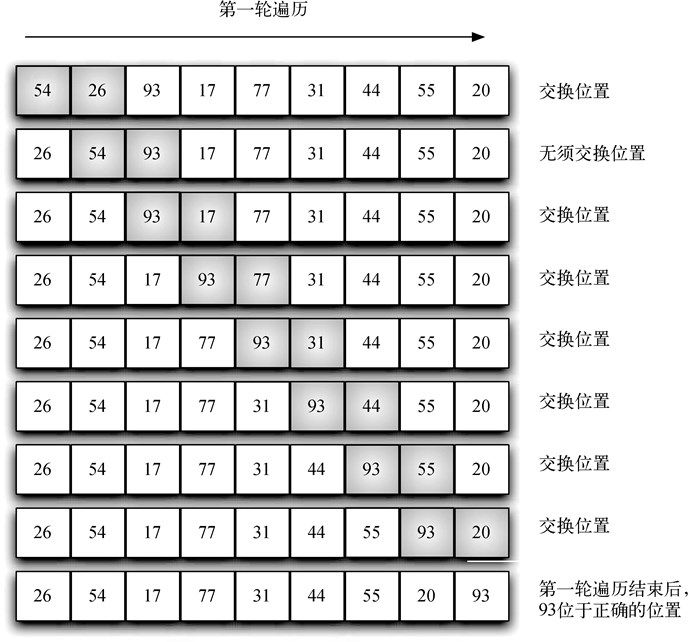 第一轮遍历
54 26 93 17 77 31 44 55 20 交换位置
26 54 93 17 77 31 44 55 20 无须交换位置
26 54 93 17 77 31 44 55 20 交换位置
26 54 17 93 77 31 44 55 20 交换位置
26 54 17 77 93 31 44 55 20 交换位置
26 54 17 77 31 93 44 55 20 交换位置
26 54 17 77 31 44 93 55 20 交换位置
26 54 17 77 31 44 55 93 20 交换位置
26 54 17 77 31 44 55 20 93 第一轮遍历结束后，
93位于正确的位置